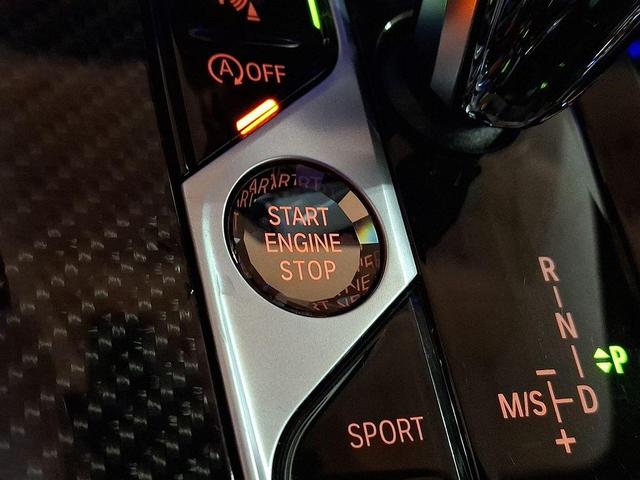 A OFF
START
ENGINE
STOP
SPORT
R
N
P
M/S
D
−
+